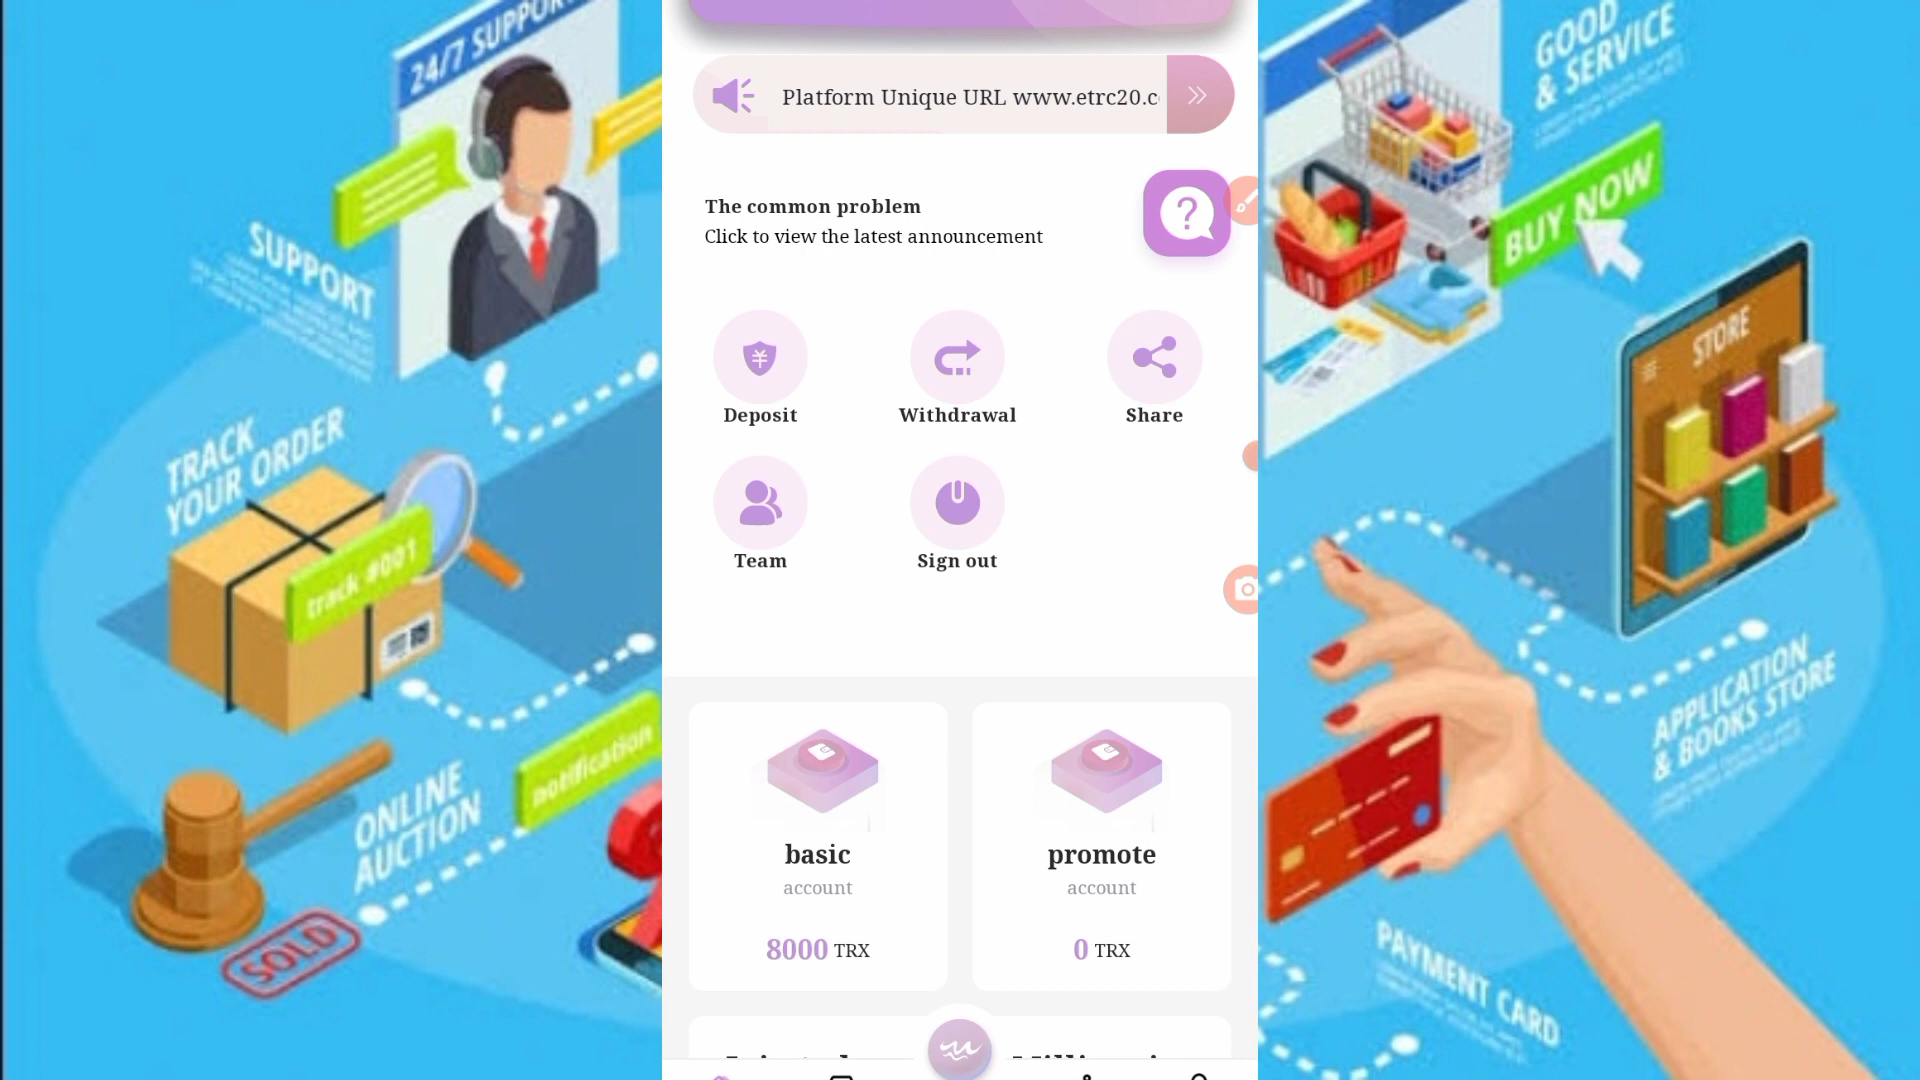 24/7 SUPPORT
SUPPORT
TRACK
YOUR ORDER
track #001
notification
ONLINE
AUCTION
SOLD
Platform Unique URL www.etrc20.c
The common problem
Click to view the latest announcement
Deposit
Withdrawal
Share
Team
Sign out
basic
account
8000 TRX
promote
account
0 TRX
GOOD
& SERVICE
BUY NOW
STORE
APPLICATION
& BOOKS STORE
PAYMENT CARD